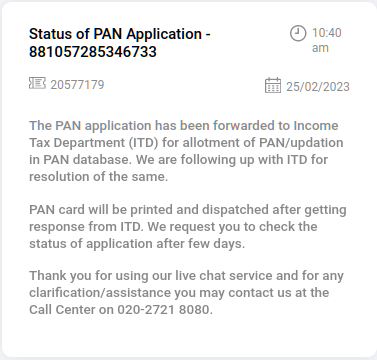 Status of PAN Application -
881057285346733
10:40
am
20577179
25/02/2023
The PAN application has been forwarded to Income
Tax Department (ITD) for allotment of PAN/updation
in PAN database. We are following up with ITD for
resolution of the same.
PAN card will be printed and dispatched after getting
response from ITD. We request you to check the
status of application after few days.
Thank you for using our live chat service and for any
clarification/assistance you may contact us at the
Call Center on 020-2721 8080.